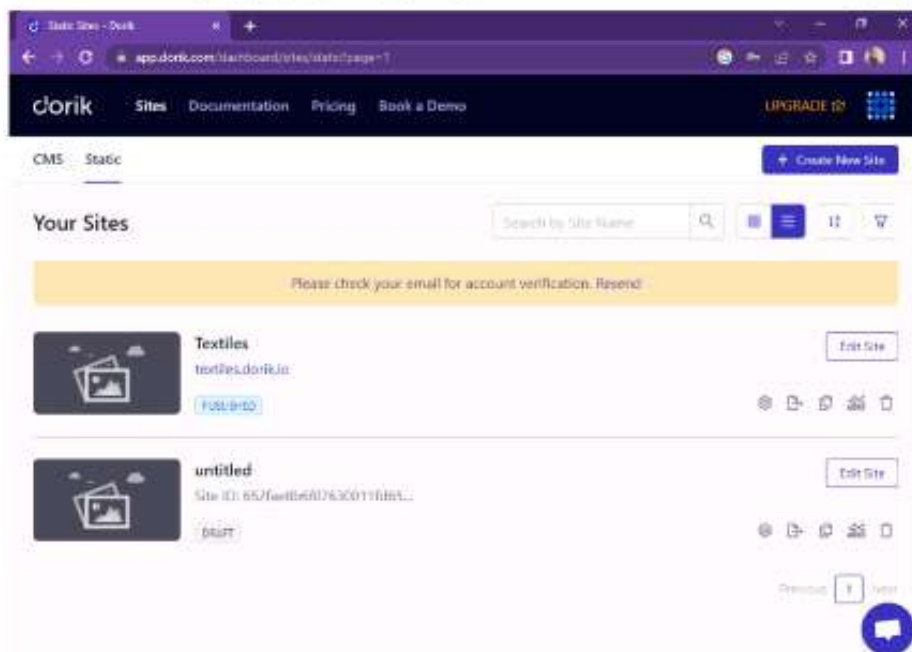 Static Sites - Dorik
app.dorik.com/dashboard/sites/static?page=1
dorik Sites Documentation Pricing Book a Demo UPGRADE
CMS Static + Create New Site
Your Sites Search by Site Name
Please check your email for account verification. Resend
Textiles Edit Site
textiles.dorik.io
PUBLISHED
untitled Edit Site
Site ID:
DRAFT
Previous 1 Next